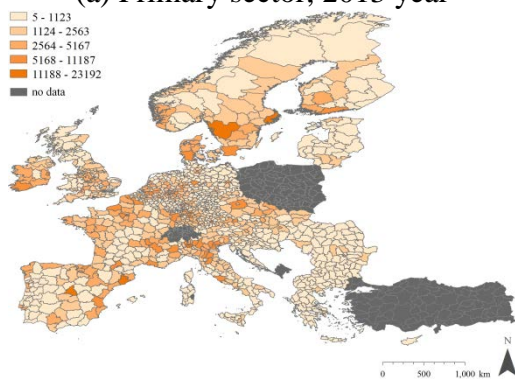 (a) Primary sector, 2013 year
5 - 1123
1124 - 2563
2564 - 5167
5168 - 11187
11188 - 23192
no data
N
0 500 1,000 km